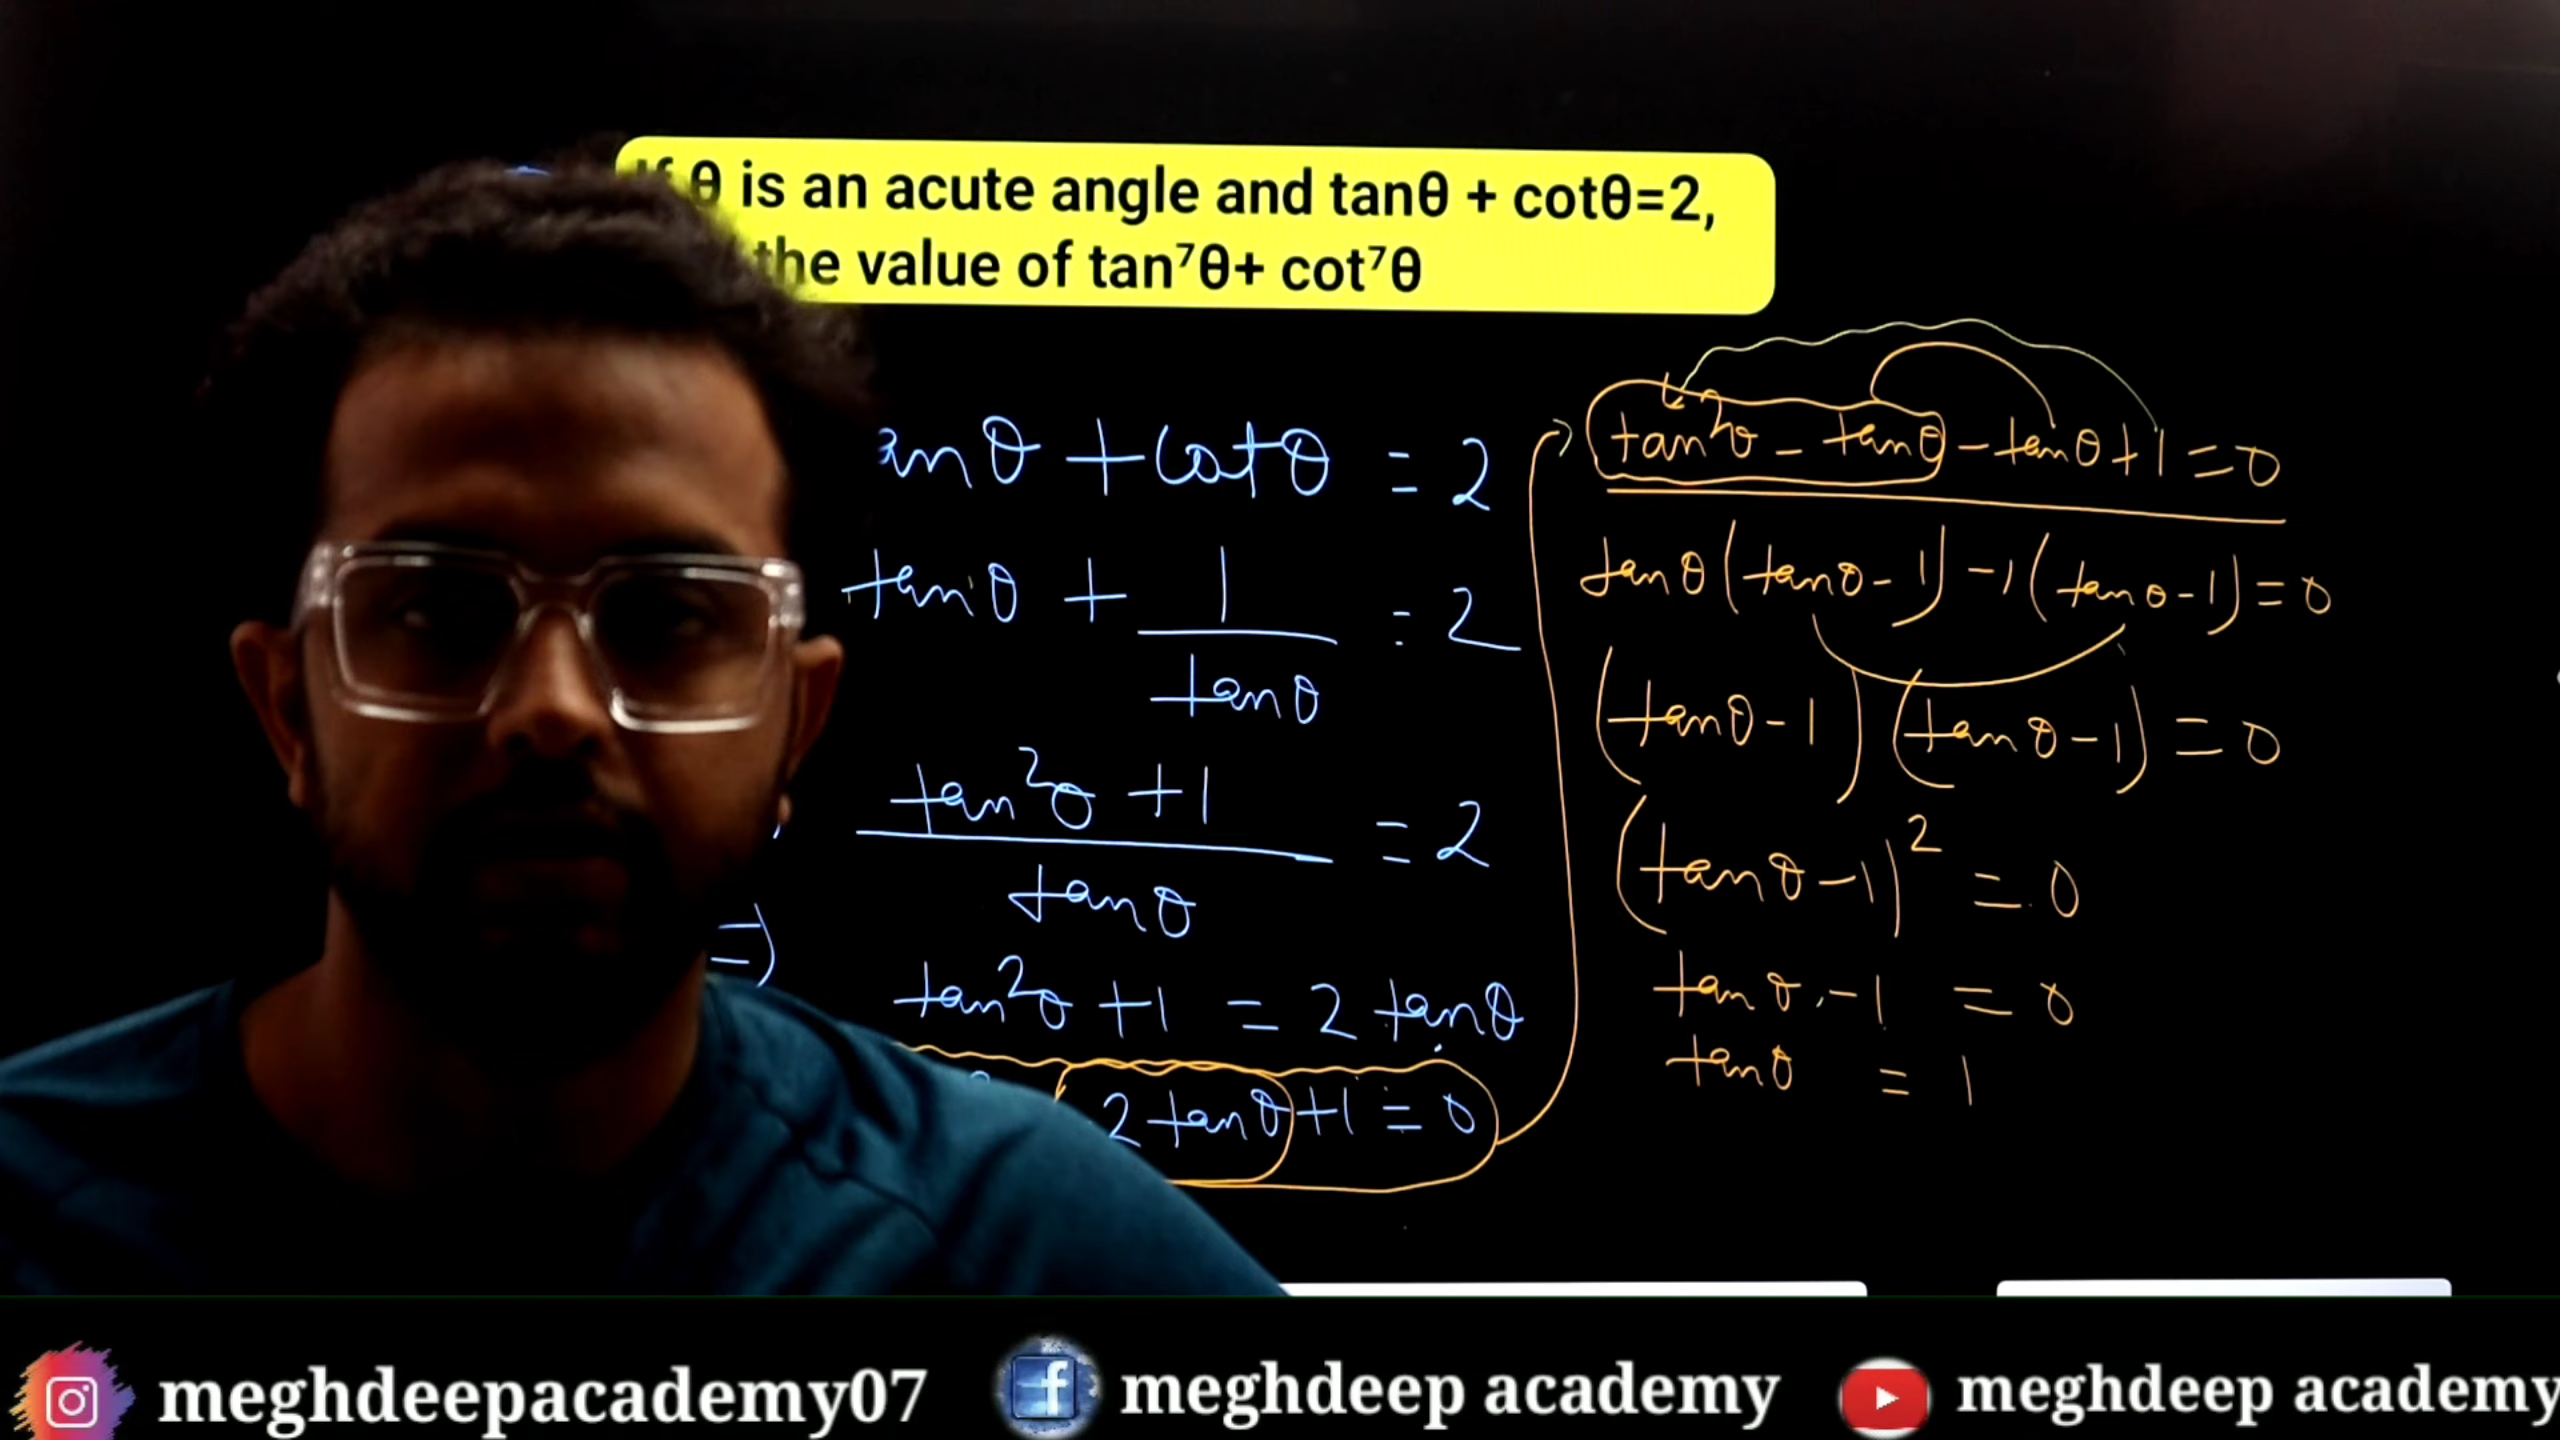 If θ is an acute angle and tanθ + cotθ=2,
the value of tan⁷θ+ cot⁷θ
anθ + cotθ = 2
tanθ + 1/tanθ = 2
tan²θ + 1 / tanθ = 2
=> tan²θ + 1 = 2 tanθ
2 tanθ + 1 = 0
tan²θ - tanθ - tanθ + 1 = 0
tanθ(tanθ - 1) - 1(tanθ - 1) = 0
(tanθ - 1)(tanθ - 1) = 0
(tanθ - 1)² = 0
tanθ - 1 = 0
tanθ = 1
meghdeepacademy07
meghdeep academy
meghdeep academy